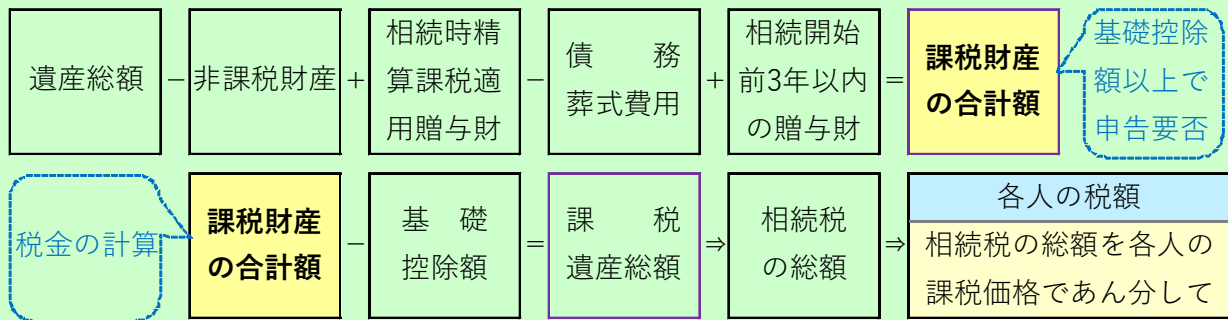 遺産総額
−
非課税財産
+
相続時精
算課税適
用贈与財
−
債　務
葬式費用
+
相続開始
前3年以内
の贈与財
=
課税財産
の合計額
基礎控除
額以上で
申告要否
税金の計算
課税財産
の合計額
−
基　礎
控除額
=
課　税
遺産総額
⇒
相続税
の総額
⇒
各人の税額
相続税の総額を各人の
課税価格であん分して